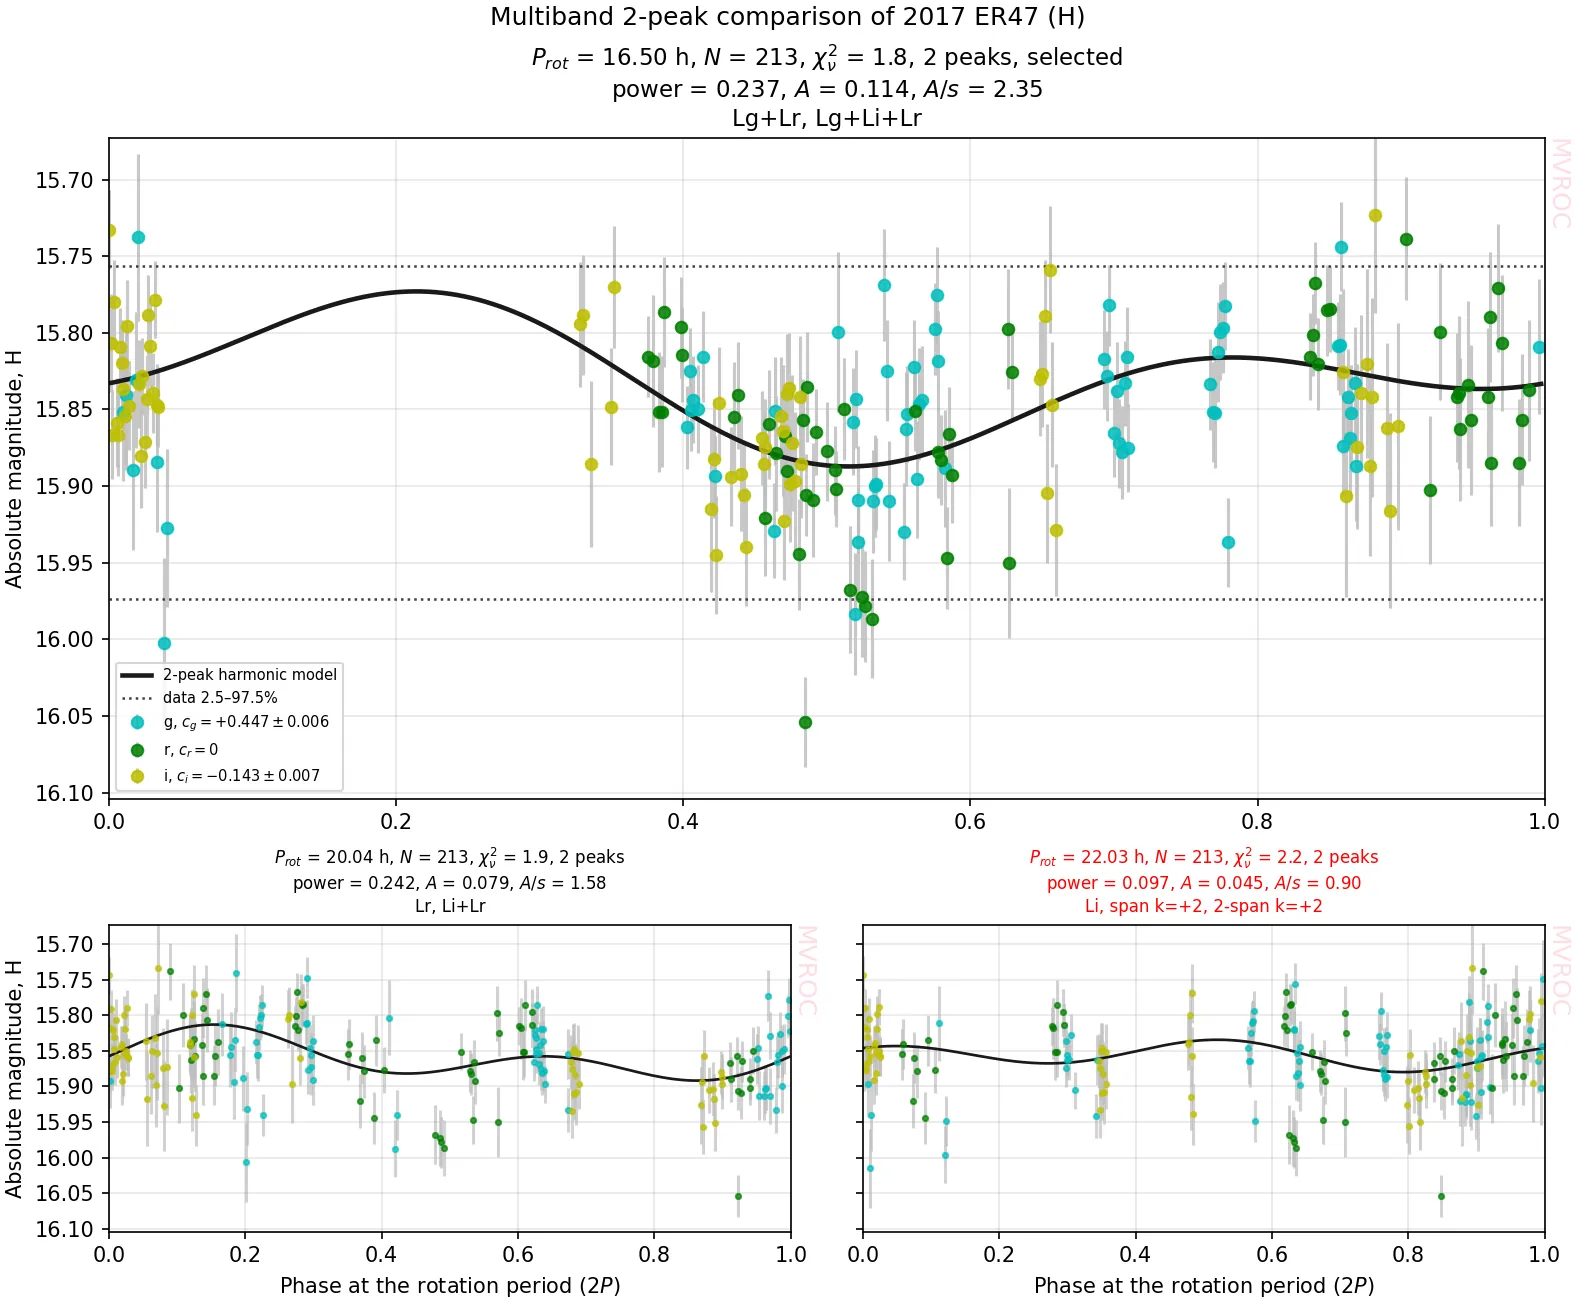 Multiband 2-peak comparison of 2017 ER47 (H)
P_rot = 16.50 h, N = 213, χ²_ν = 1.8, 2 peaks, selected
power = 0.237, A = 0.114, A/s = 2.35
Lg+Lr, Lg+Li+Lr
MVROC
Absolute magnitude, H
15.70
15.75
15.80
15.85
15.90
15.95
16.00
16.05
16.10
2-peak harmonic model
data 2.5–97.5%
g, c_g = +0.447 ± 0.006
r, c_r = 0
i, c_i = −0.143 ± 0.007
0.0 0.2 0.4 0.6 0.8 1.0
P_rot = 20.04 h, N = 213, χ²_ν = 1.9, 2 peaks
power = 0.242, A = 0.079, A/s = 1.58
Lr, Li+Lr
MVROC
Absolute magnitude, H
15.70
15.75
15.80
15.85
15.90
15.95
16.00
16.05
16.10
0.0 0.2 0.4 0.6 0.8 1.0
Phase at the rotation period (2P)
P_rot = 22.03 h, N = 213, χ²_ν = 2.2, 2 peaks
power = 0.097, A = 0.045, A/s = 0.90
Li, span k=+2, 2-span k=+2
MVROC
0.0 0.2 0.4 0.6 0.8 1.0
Phase at the rotation period (2P)